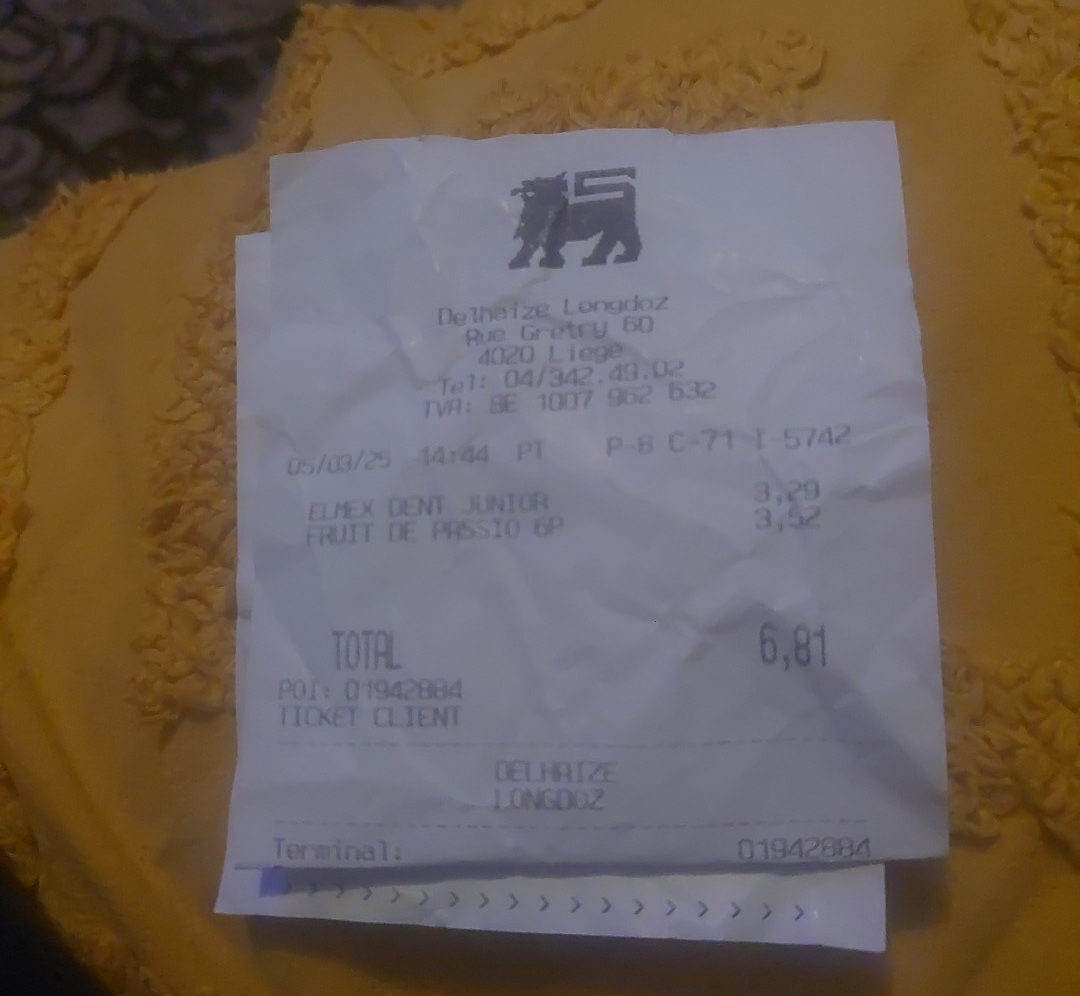 Delhaize Longdoz
Rue Gretry 60
4020 Liege
Tel: 04/342.49.02
TVA: BE 1007 962 632
05/03/25 14:44 PT P-8 C-71 T-5742
ELMEX DENT JUNIOR 3,29
FRUIT DE PASSIO 6P 3,52
TOTAL 6,81
POI: 01942884
TICKET CLIENT
DELHAIZE
LONGDOZ
Terminal: 01942884
> > > > > > > > > > > > > > > > > >